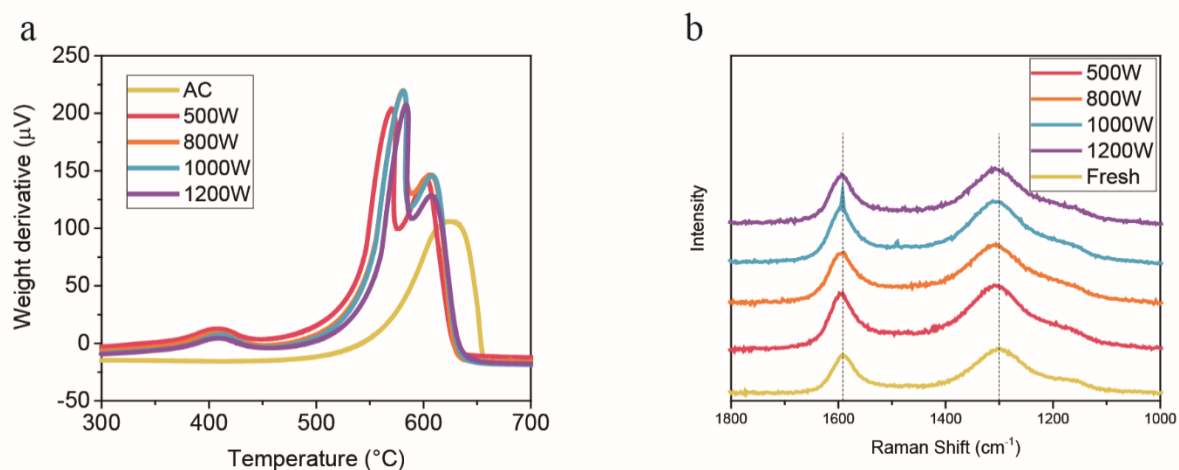 a
250
200
150
100
50
0
-50
Weight derivative (µV)
AC
500W
800W
1000W
1200W
300
400
500
600
700
Temperature (°C)
b
Intensity
500W
800W
1000W
1200W
Fresh
1800
1600
1400
1200
1000
Raman Shift (cm⁻¹)